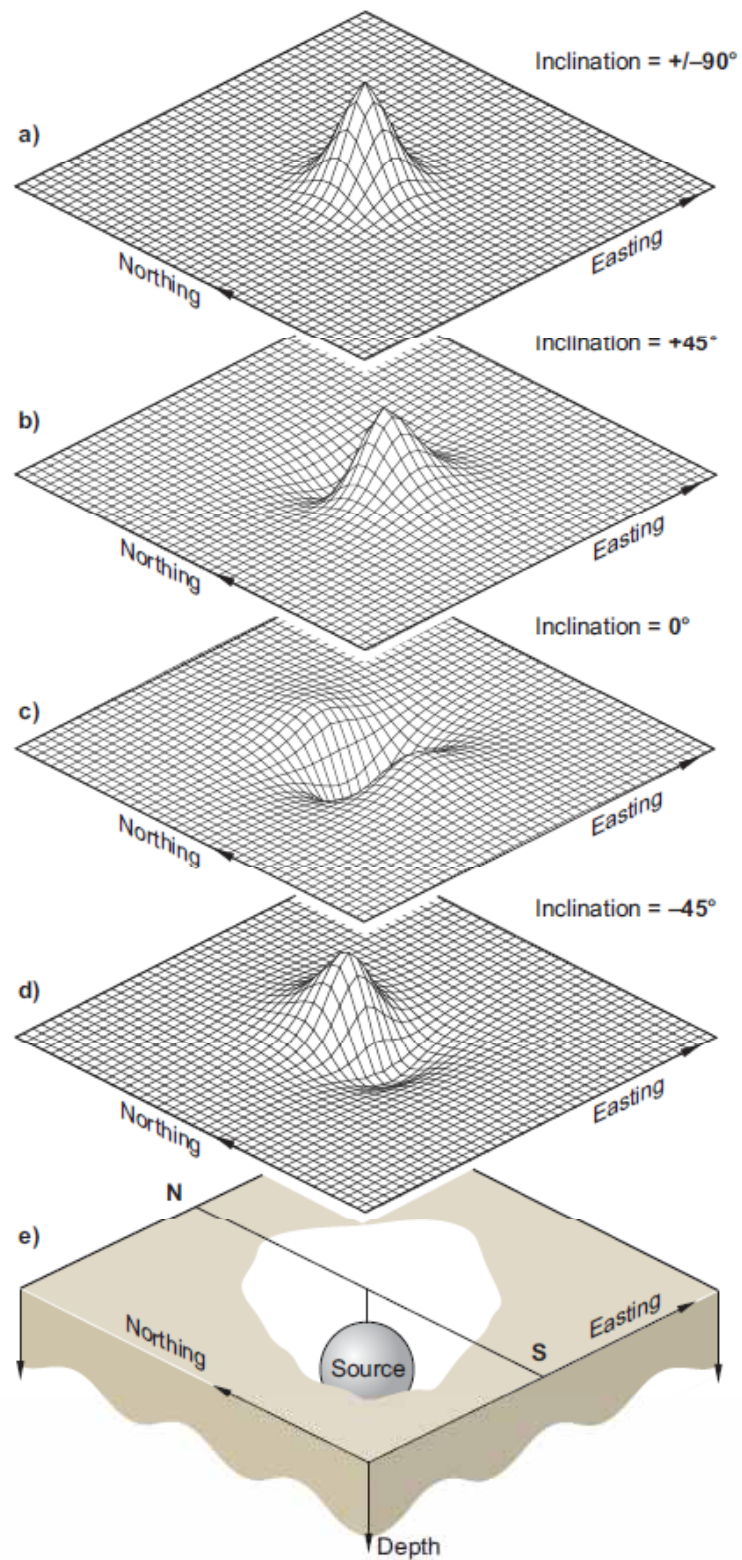 Inclination = +/–90°
a)
Northing
Easting
Inclination = +45°
b)
Northing
Easting
Inclination = 0°
c)
Northing
Easting
Inclination = –45°
d)
Northing
Easting
N
e)
Northing
Source
S
Easting
Depth